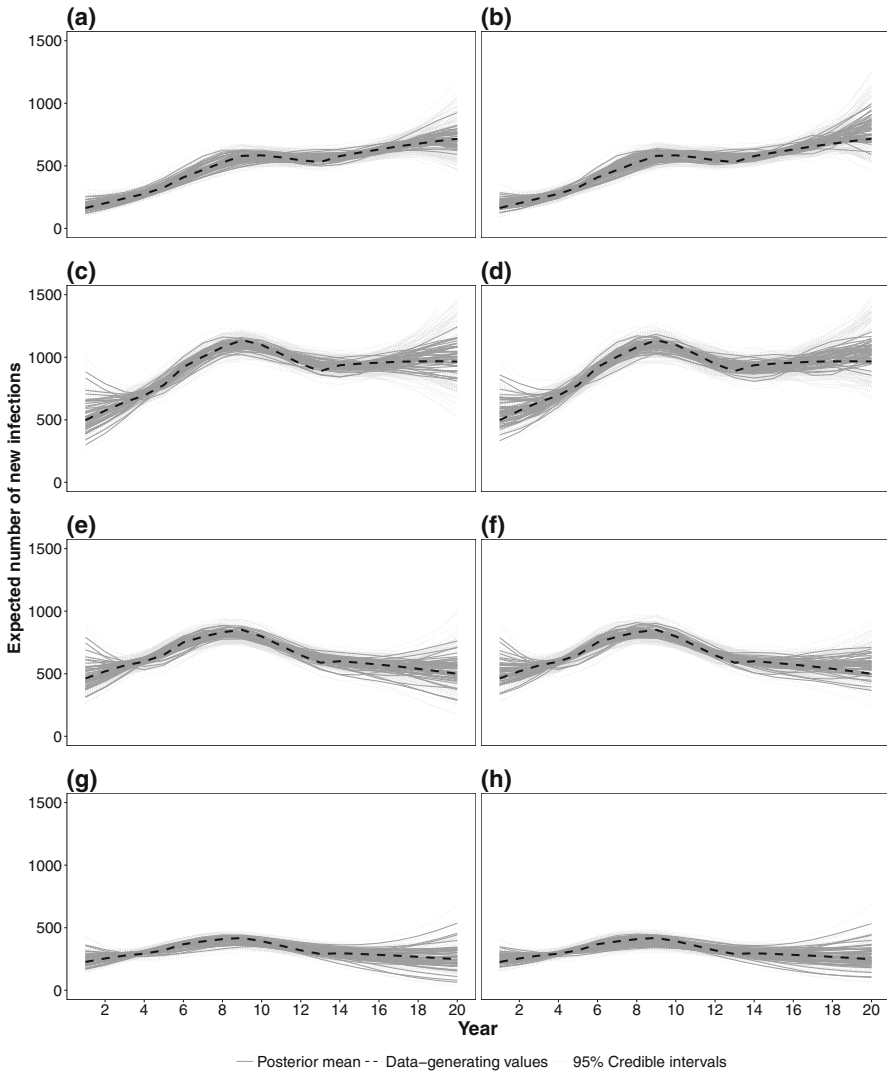 (a)
(b)
1500
1000
500
0
(c)
(d)
1500
1000
500
0
Expected number of new infections
(e)
(f)
1500
1000
500
0
(g)
(h)
1500
1000
500
0
2 4 6 8 10 12 14 16 18 20
2 4 6 8 10 12 14 16 18 20
Year
Posterior mean
Data−generating values
95% Credible intervals